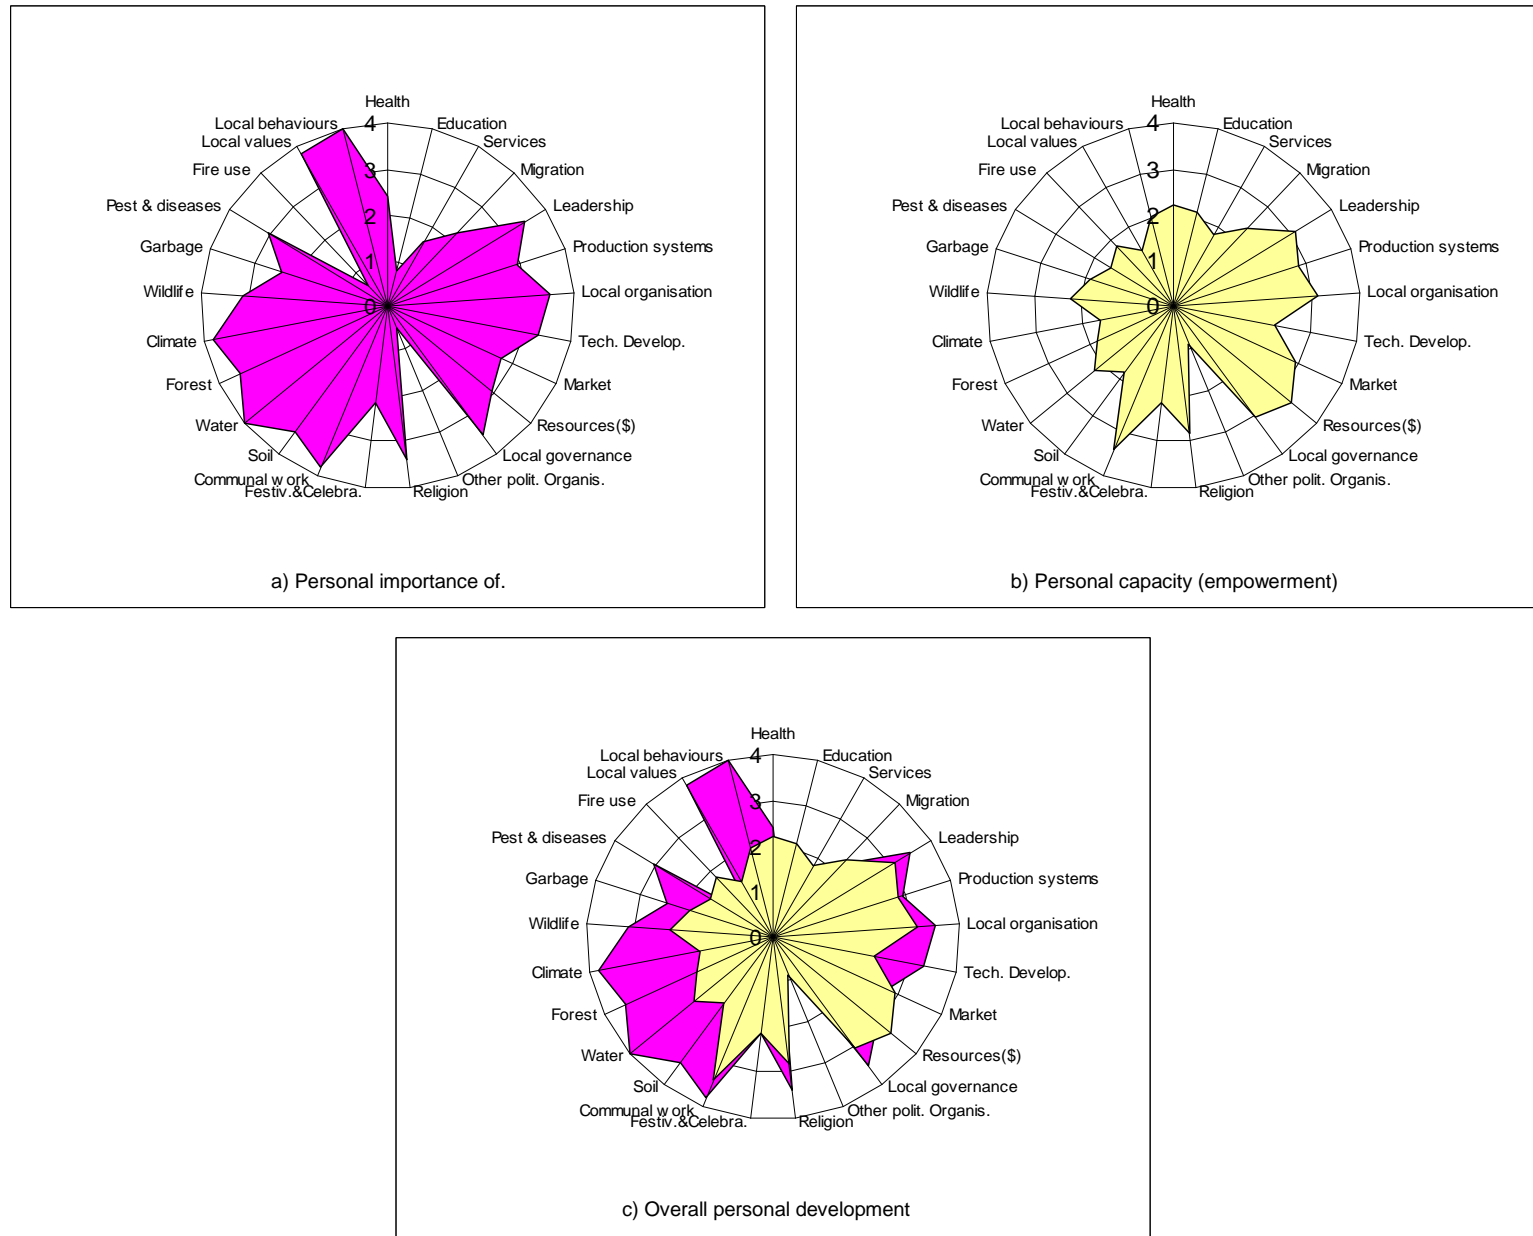 Health
Education
Services
Migration
Leadership
Production systems
Local organisation
Tech. Develop.
Market
Resources($)
Local governance
Other polit. Organis.
Religion
Festiv.&Celebra.
Communal work
Soil
Water
Forest
Climate
Wildlife
Garbage
Pest & diseases
Fire use
Local values
Local behaviours
4
3
2
1
0
a) Personal importance of.
Health
Education
Services
Migration
Leadership
Production systems
Local organisation
Tech. Develop.
Market
Resources($)
Local governance
Other polit. Organis.
Religion
Festiv.&Celebra.
Communal work
Soil
Water
Forest
Climate
Wildlife
Garbage
Pest & diseases
Fire use
Local values
Local behaviours
4
3
2
1
0
b) Personal capacity (empowerment)
Health
Education
Services
Migration
Leadership
Production systems
Local organisation
Tech. Develop.
Market
Resources($)
Local governance
Other polit. Organis.
Religion
Festiv.&Celebra.
Communal work
Soil
Water
Forest
Climate
Wildlife
Garbage
Pest & diseases
Fire use
Local values
Local behaviours
4
3
2
1
0
c) Overall personal development